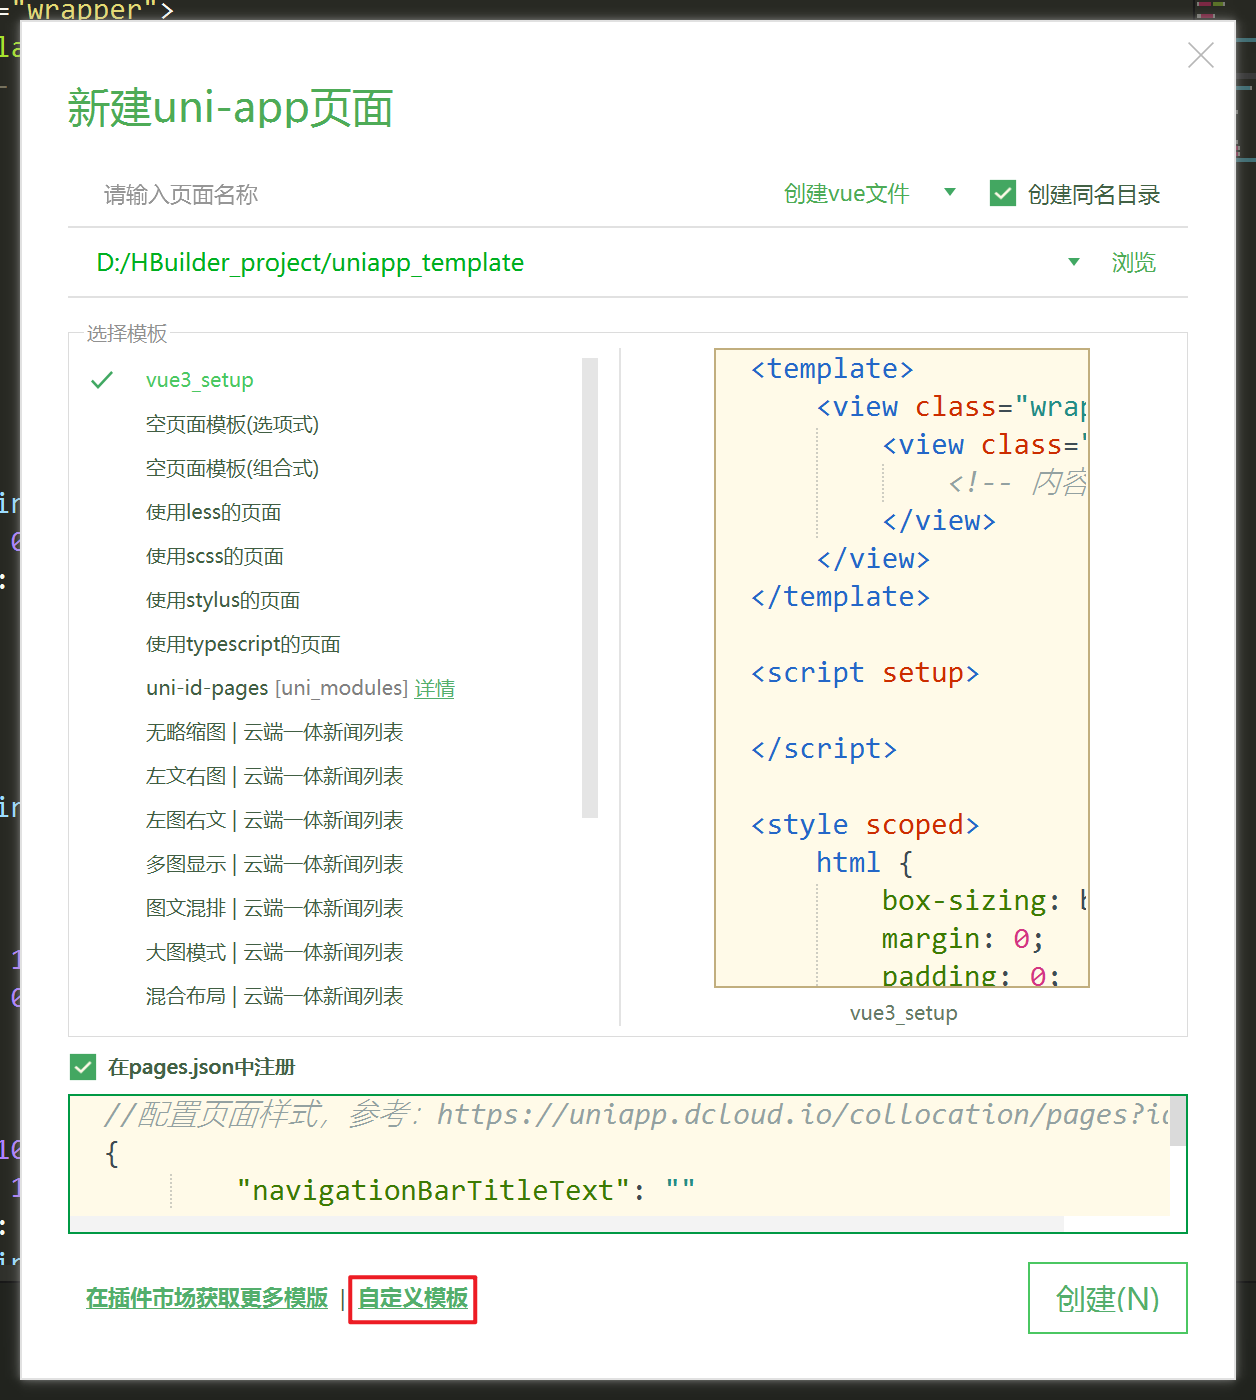 ="wrapper">
新建uni-app页面
请输入页面名称 创建vue文件 创建同名目录
D:/HBuilder_project/uniapp_template 浏览
选择模板
vue3_setup
空页面模板(选项式)
空页面模板(组合式)
使用less的页面
使用scss的页面
使用stylus的页面
使用typescript的页面
uni-id-pages [uni_modules] 详情
无略缩图 | 云端一体新闻列表
左文右图 | 云端一体新闻列表
左图右文 | 云端一体新闻列表
多图显示 | 云端一体新闻列表
图文混排 | 云端一体新闻列表
大图模式 | 云端一体新闻列表
混合布局 | 云端一体新闻列表
<template>
<view class="wrap
<view class="
<!-- 内容
</view>
</view>
</template>
<script setup>
</script>
<style scoped>
html {
box-sizing: b
margin: 0;
padding: 0;
vue3_setup
在pages.json中注册
//配置页面样式，参考：https://uniapp.dcloud.io/collocation/pages?id
{
"navigationBarTitleText": ""
在插件市场获取更多模版 | 自定义模板
创建(N)